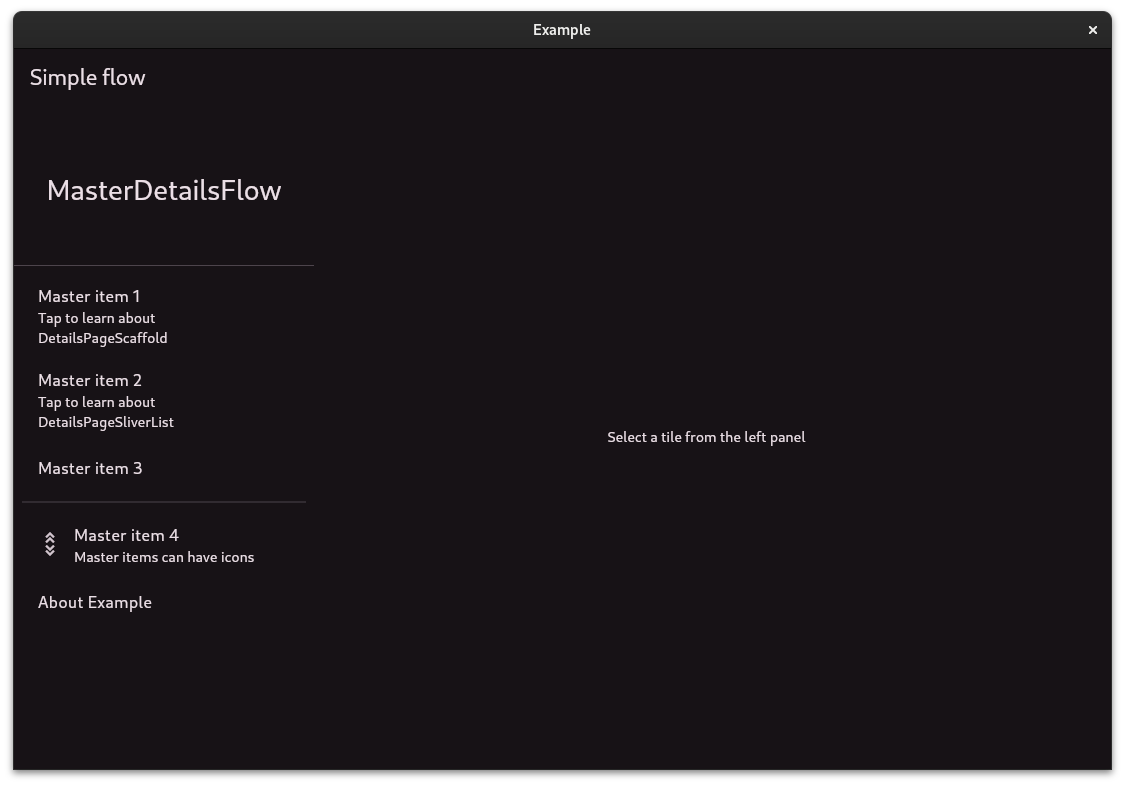 Example
Simple flow
MasterDetailsFlow
Master item 1
Tap to learn about
DetailsPageScaffold
Master item 2
Tap to learn about
DetailsPageSliverList
Master item 3
Master item 4
Master items can have icons
About Example
Select a tile from the left panel